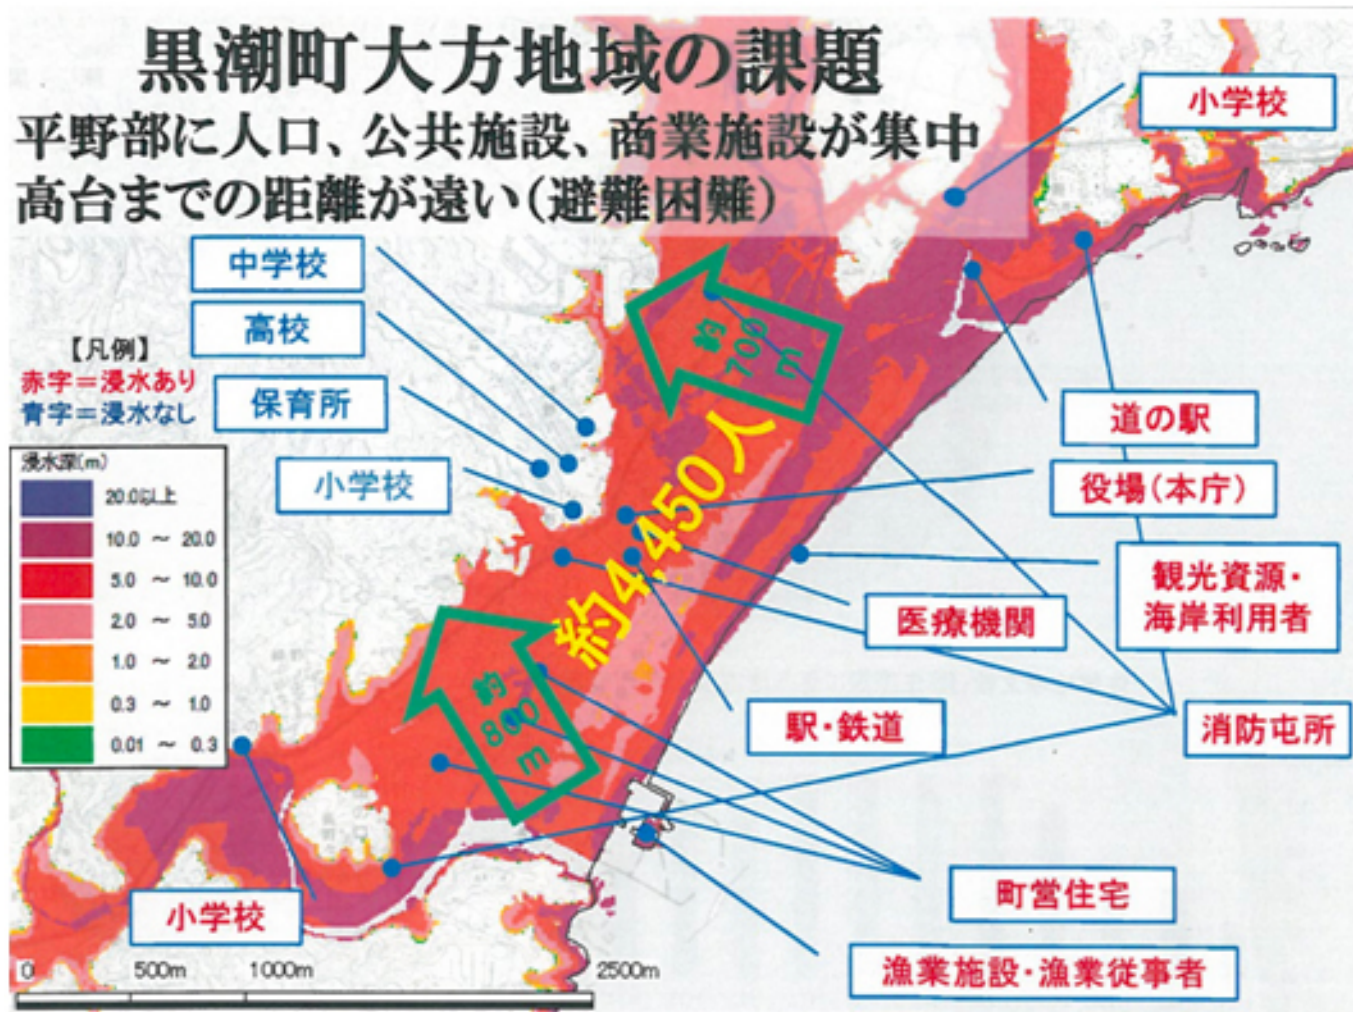 黒潮町大方地域の課題
平野部に人口、公共施設、商業施設が集中
高台までの距離が遠い(避難困難)
小学校
中学校
高校
【凡例】
赤字=浸水あり
青字=浸水なし
保育所
小学校
浸水深(m)
20.0以上
10.0 ~ 20.0
5.0 ~ 10.0
2.0 ~ 5.0
1.0 ~ 2.0
0.3 ~ 1.0
0.01 ~ 0.3
約
700
m
約4,450人
約
800
m
道の駅
役場(本庁)
観光資源・
海岸利用者
医療機関
駅・鉄道
消防屯所
町営住宅
小学校
漁業施設・漁業従事者
0 500m 1000m 2500m